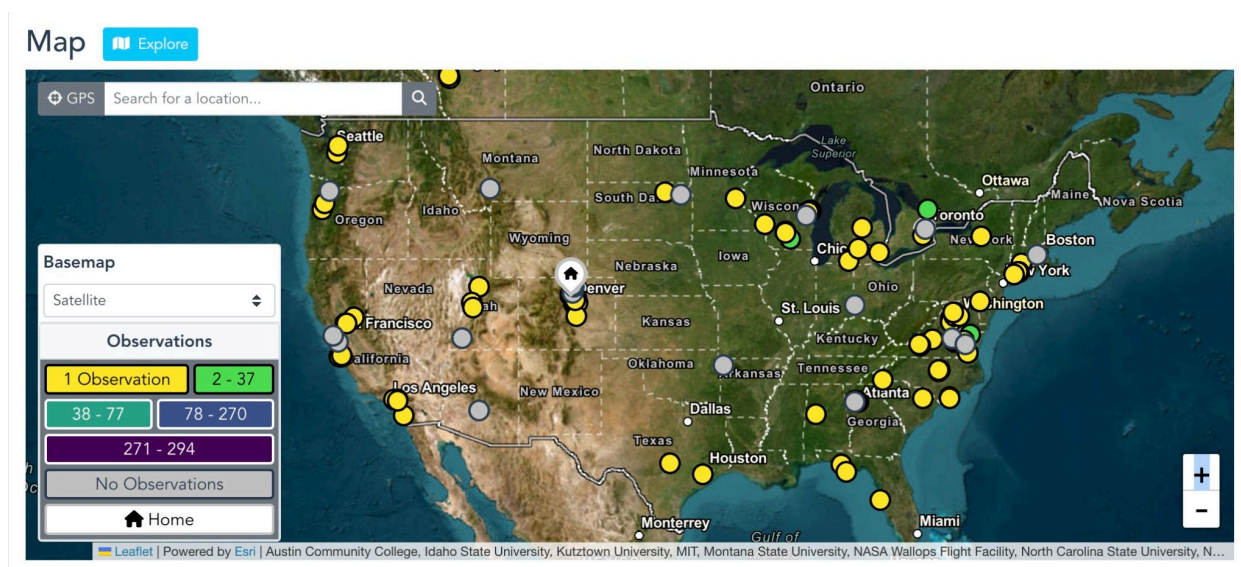 Map Explore
GPS Search for a location...
Ontario
Seattle
Lake
Superior
Montana
North Dakota
Minnesota
Ottawa
Maine
Nova Scotia
South Da
Wiscon
oronto
Oregon
Idaho
Wyoming
New ork
Boston
Chic
Nebraska
Iowa
York
Basemap
Satellite
Nevada
ah
enver
Ohio
St. Louis
hington
Francisco
Kansas
Kentucky
Observations
alifornia
Oklahoma
rkansas
Tennessee
1 Observation 2 - 37
Los Angeles
New Mexico
Atlanta
38 - 77 78 - 270
Dallas
Georgia
271 - 294
Texas
Houston
No Observations
+
Home
-
Monterrey
Miami
Gulf of
Leaflet | Powered by Esri | Austin Community College, Idaho State University, Kutztown University, MIT, Montana State University, NASA Wallops Flight Facility, North Carolina State University, N...